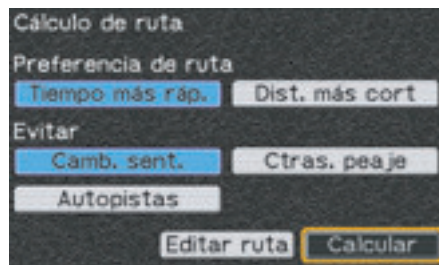 Cálculo de ruta
Preferencia de ruta
Tiempo más ráp. Dist. más cort
Evitar
Camb. sent. Ctras. peaje
Autopistas
Editar ruta Calcular